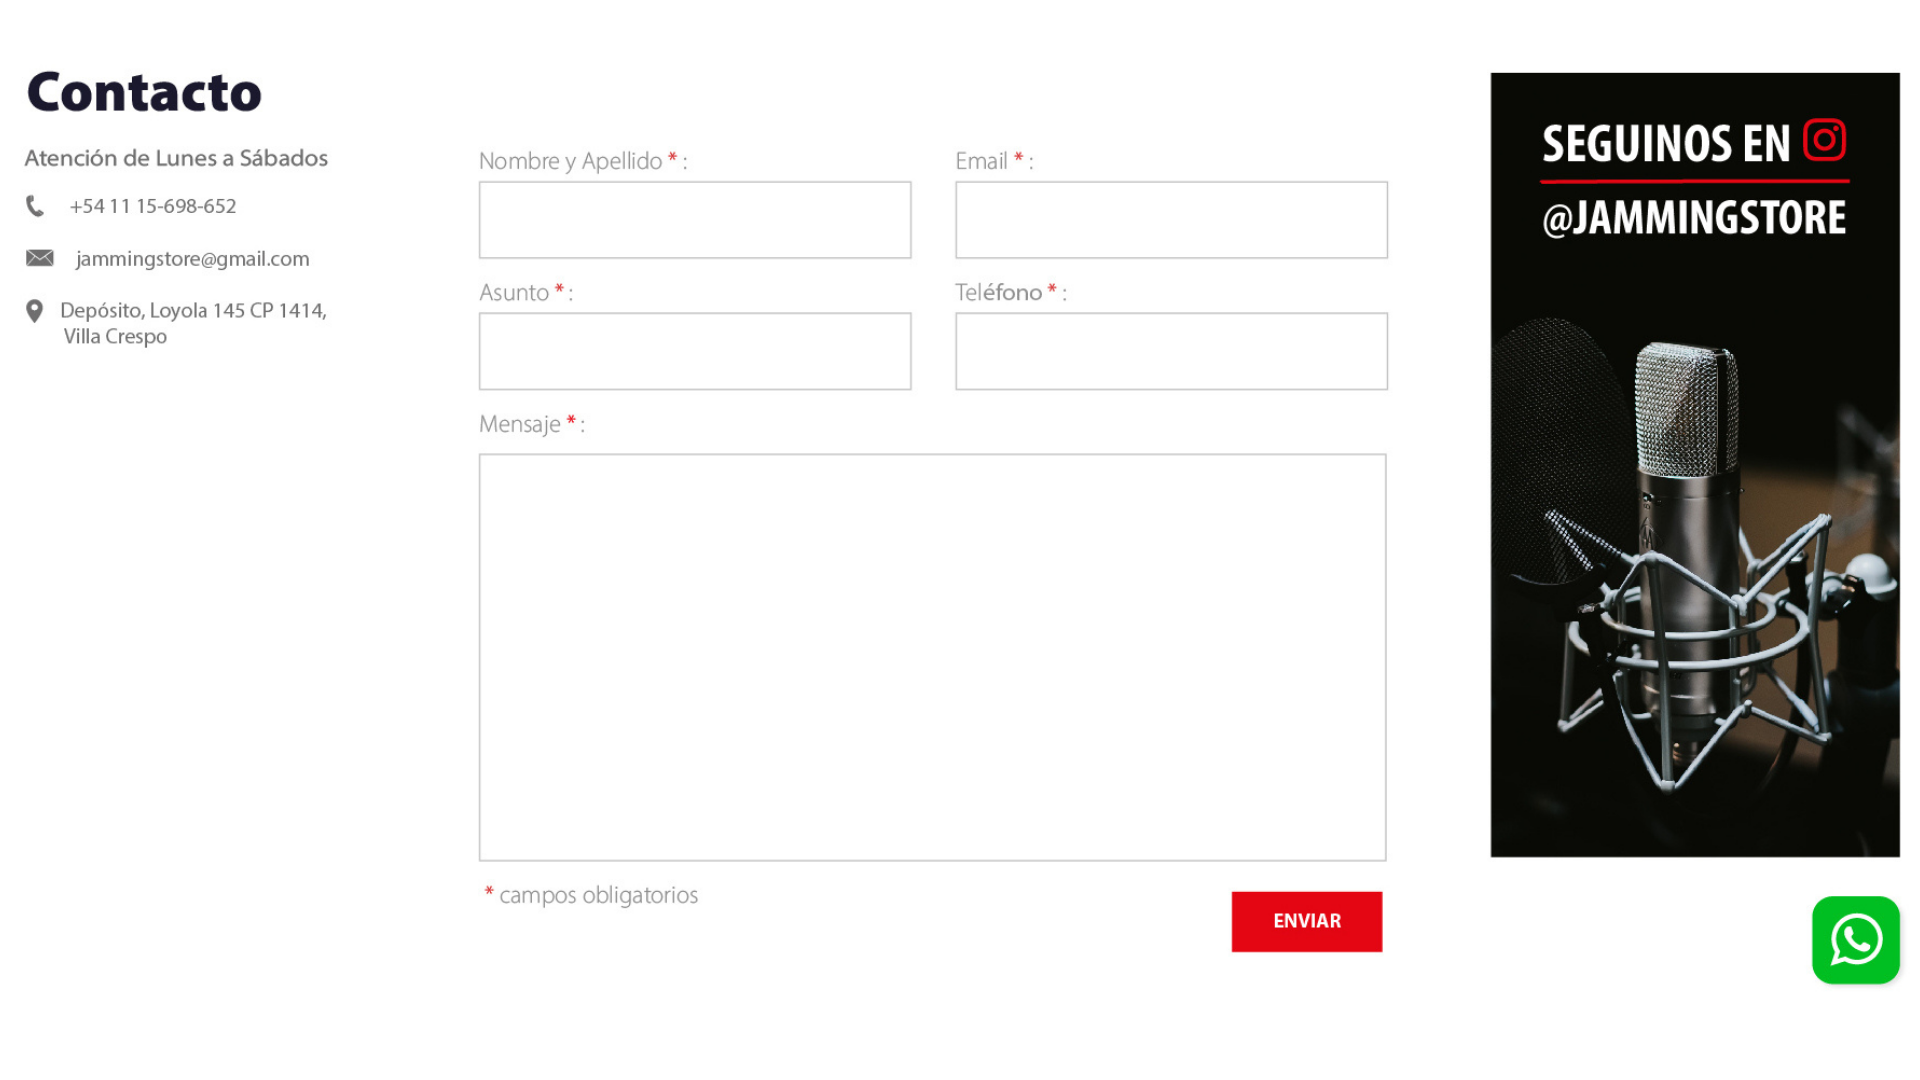 Contacto
Atención de Lunes a Sábados
+54 11 15-698-652
jammingstore@gmail.com
Depósito, Loyola 145 CP 1414,
Villa Crespo
Nombre y Apellido * :
Email * :
Asunto * :
Teléfono * :
Mensaje * :
* campos obligatorios
ENVIAR
SEGUINOS EN
@JAMMINGSTORE